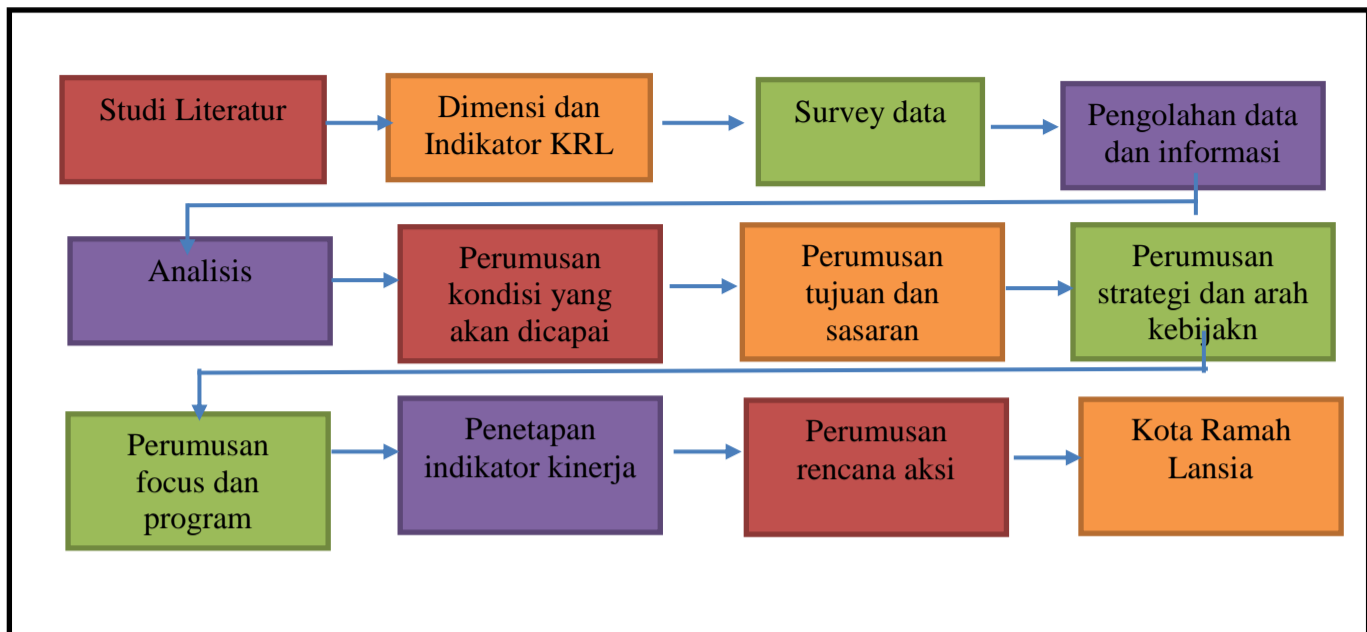 Studi Literatur
Dimensi dan
Indikator KRL
Survey data
Pengolahan data
dan informasi
Analisis
Perumusan
kondisi yang
akan dicapai
Perumusan
tujuan dan
sasaran
Perumusan
strategi dan arah
kebijakn
Perumusan
focus dan
program
Penetapan
indikator kinerja
Perumusan
rencana aksi
Kota Ramah
Lansia